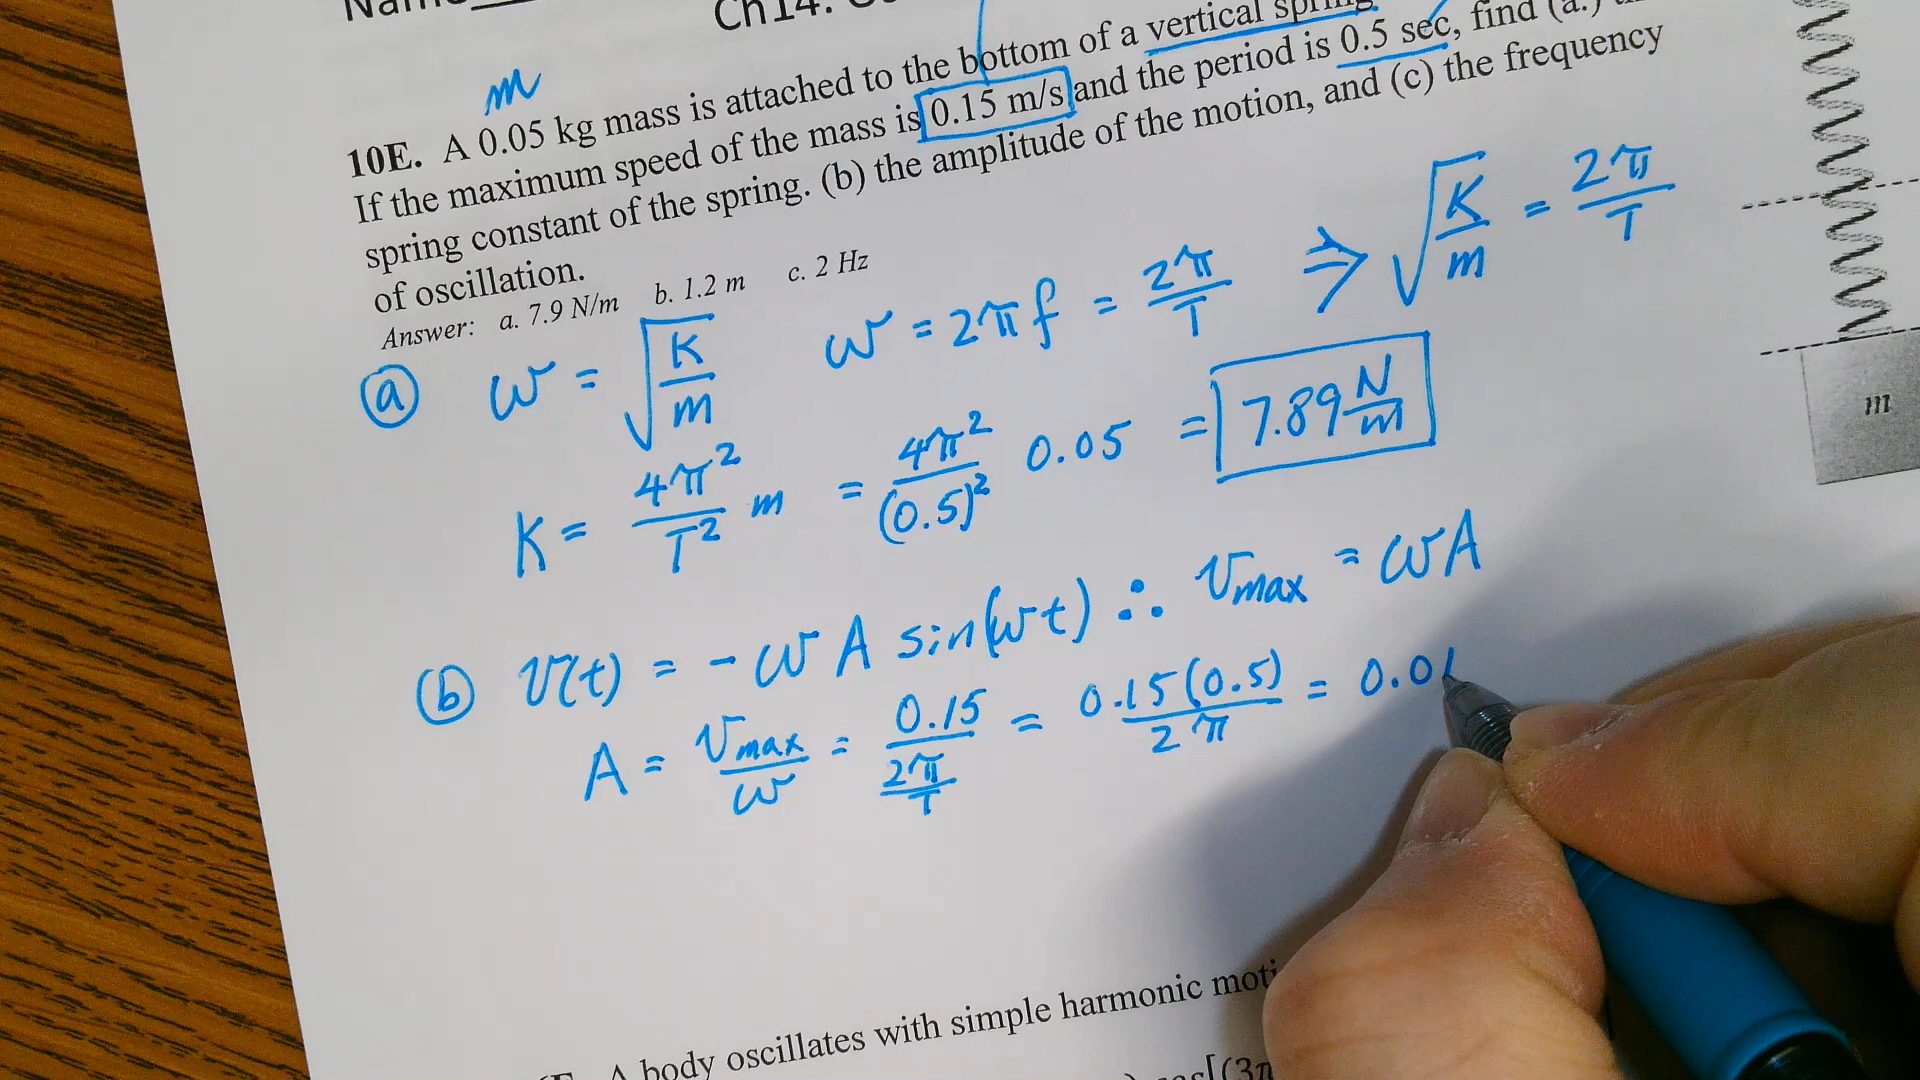 Ch14:
m
10E. A 0.05 kg mass is attached to the bottom of a vertical spring
If the maximum speed of the mass is 0.15 m/s and the period is 0.5 sec, find (a.)
spring constant of the spring. (b) the amplitude of the motion, and (c) the frequency
of oscillation.
Answer: a. 7.9 N/m b. 1.2 m c. 2 Hz
ⓐ ω = √(K/m) ω = 2πf = 2π/T ⇒ √(K/m) = 2π/T
K = 4π²/T² m = 4π²/(0.5)² 0.05 = 7.89 N/m
ⓑ v(t) = -ωA sin(ωt) ∴ vmax = ωA
A = vmax/ω = 0.15/(2π/T) = 0.15(0.5)/2π = 0.01
m
A body oscillates with simple harmonic moti
[(3π